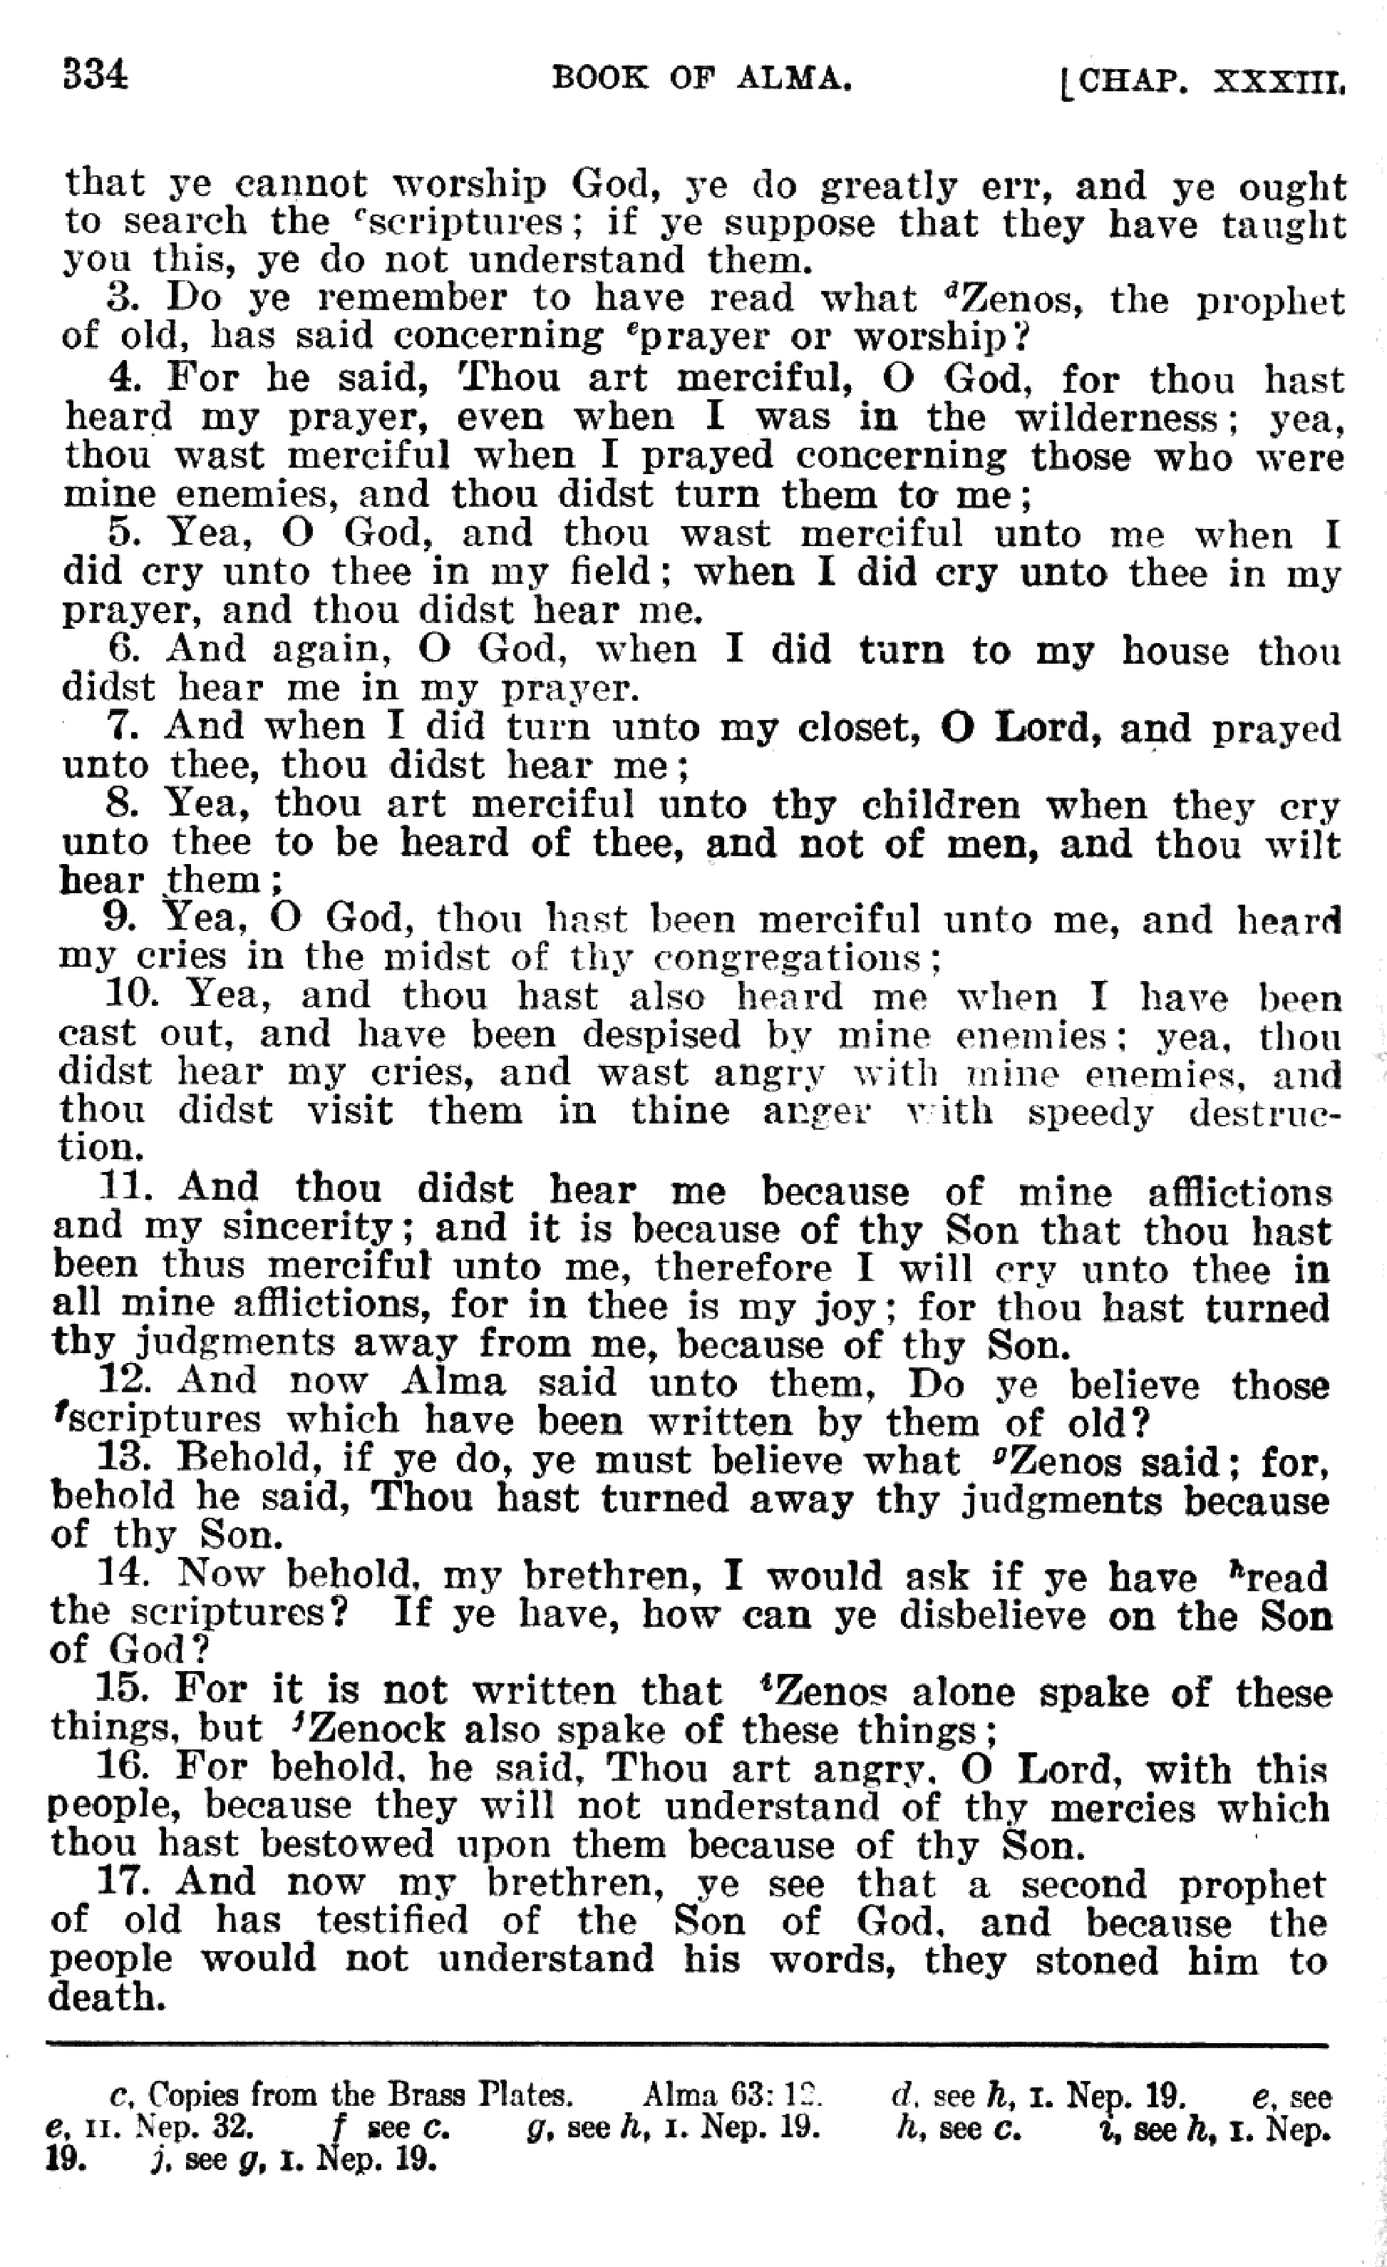 334 BOOK OF ALMA. [CHAP. XXXIII.
that ye cannot worship God, ye do greatly err, and ye ought
to search the ᶜscriptures; if ye suppose that they have taught
you this, ye do not understand them.
3. Do ye remember to have read what ᵈZenos, the prophet
of old, has said concerning ᵉprayer or worship?
4. For he said, Thou art merciful, O God, for thou hast
heard my prayer, even when I was in the wilderness; yea,
thou wast merciful when I prayed concerning those who were
mine enemies, and thou didst turn them to me;
5. Yea, O God, and thou wast merciful unto me when I
did cry unto thee in my field; when I did cry unto thee in my
prayer, and thou didst hear me.
6. And again, O God, when I did turn to my house thou
didst hear me in my prayer.
7. And when I did turn unto my closet, O Lord, and prayed
unto thee, thou didst hear me;
8. Yea, thou art merciful unto thy children when they cry
unto thee to be heard of thee, and not of men, and thou wilt
hear them;
9. Yea, O God, thou hast been merciful unto me, and heard
my cries in the midst of thy congregations;
10. Yea, and thou hast also heard me when I have been
cast out, and have been despised by mine enemies; yea, thou
didst hear my cries, and wast angry with mine enemies, and
thou didst visit them in thine anger with speedy destruc-
tion.
11. And thou didst hear me because of mine afflictions
and my sincerity; and it is because of thy Son that thou hast
been thus merciful unto me, therefore I will cry unto thee in
all mine afflictions, for in thee is my joy; for thou hast turned
thy judgments away from me, because of thy Son.
12. And now Alma said unto them, Do ye believe those
ᶠscriptures which have been written by them of old?
13. Behold, if ye do, ye must believe what ᵍZenos said; for,
behold he said, Thou hast turned away thy judgments because
of thy Son.
14. Now behold, my brethren, I would ask if ye have ʰread
the scriptures? If ye have, how can ye disbelieve on the Son
of God?
15. For it is not written that ⁱZenos alone spake of these
things, but ʲZenock also spake of these things;
16. For behold, he said, Thou art angry, O Lord, with this
people, because they will not understand of thy mercies which
thou hast bestowed upon them because of thy Son.
17. And now my brethren, ye see that a second prophet
of old has testified of the Son of God, and because the
people would not understand his words, they stoned him to
death.
c, Copies from the Brass Plates. Alma 63: 12. d, see h, I. Nep. 19. e, see
e, II. Nep. 32. f see c. g, see h, I. Nep. 19. h, see c. i, see h, I. Nep.
19. j, see g, I. Nep. 19.